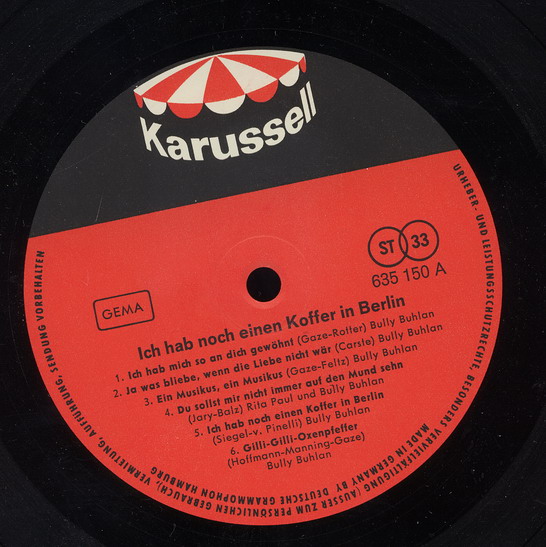 Karussell
ST 33
635 150 A
GEMA
Ich hab noch einen Koffer in Berlin
1. Ich hab mich so an dich gewöhnt (Gaze-Rotter) Bully Buhlan
2. Ja was bliebe, wenn die Liebe nicht wär (Carste) Bully Buhlan
3. Ein Musikus, ein Musikus (Gaze-Feltz) Bully Buhlan
4. Du sollst mir nicht immer auf den Mund sehn
(Jary-Balz) Rita Paul und Bully Buhlan
5. Ich hab noch einen Koffer in Berlin
(Siegel-v. Pinelli) Bully Buhlan
6. Gilli-Gilli-Oxenpfeffer
(Hoffmann-Manning-Gaze)
Bully Buhlan
URHEBER- UND LEISTUNGSSCHUTZRECHTE, BESONDERS VERVIELFÄLTIGUNG (AUSSER ZUM PERSÖNLICHEN GEBRAUCH), VERMIETUNG, AUFFÜHRUNG, SENDUNG VORBEHALTEN
MADE IN GERMANY BY DEUTSCHE GRAMMOPHON HAMBURG